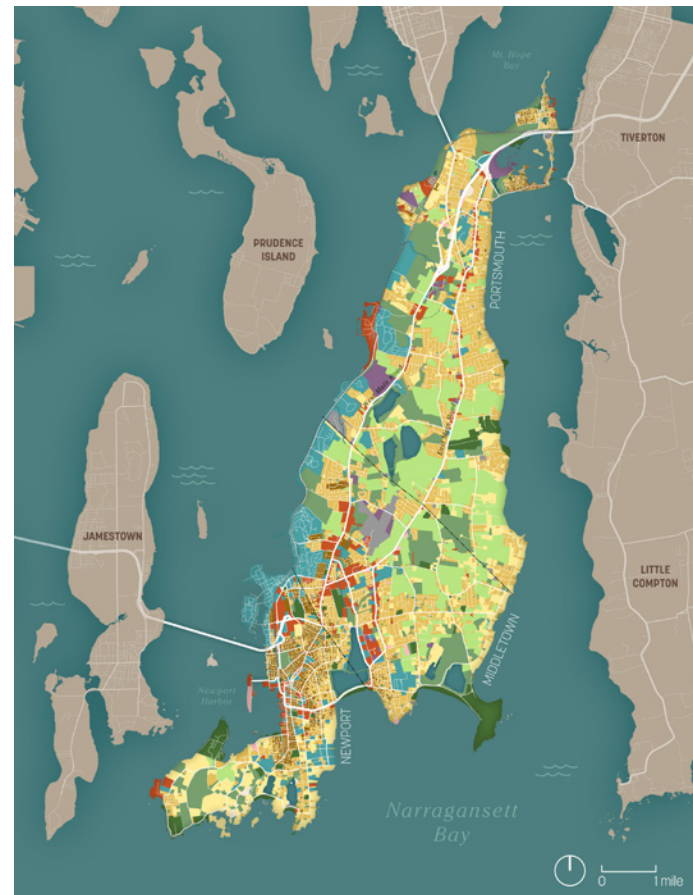 Mt. Hope
Bay
TIVERTON
PRUDENCE
ISLAND
PORTSMOUTH
JAMESTOWN
LITTLE
COMPTON
MIDDLETOWN
Newport
Harbor
NEWPORT
Narragansett
Bay
0 1 mile